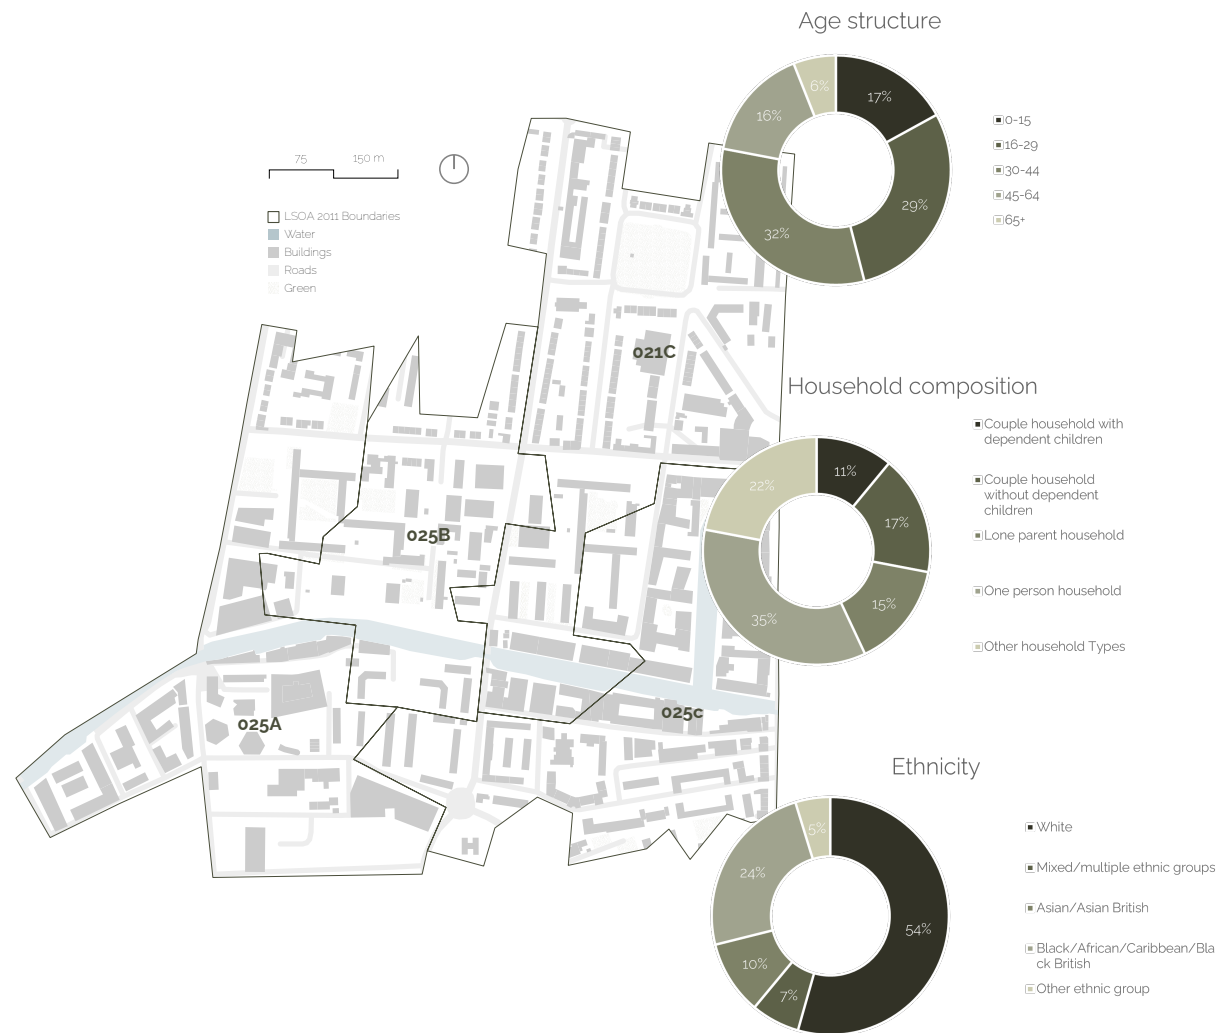 Age structure
17%
29%
32%
16%
6%
0-15
16-29
30-44
45-64
65+
75
150 m
LSOA 2011 Boundaries
Water
Buildings
Roads
Green
021C
025B
025A
025c
Household composition
11%
17%
15%
35%
22%
Couple household with
dependent children
Couple household
without dependent
children
Lone parent household
One person household
Other household Types
Ethnicity
54%
7%
10%
24%
5%
White
Mixed/multiple ethnic groups
Asian/Asian British
Black/African/Caribbean/Bla
ck British
Other ethnic group